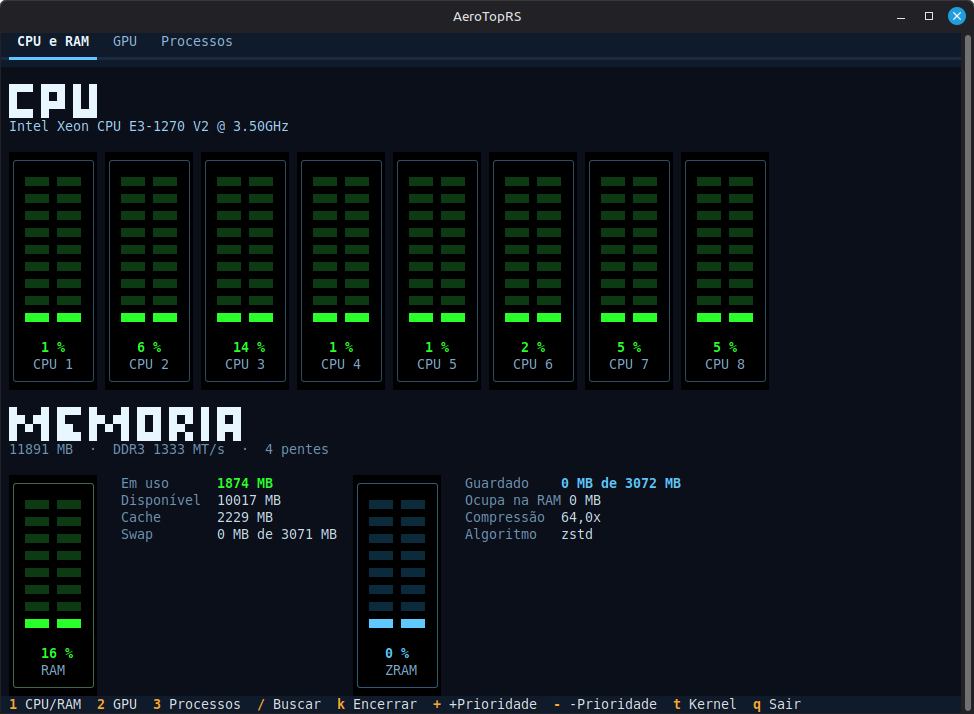 AeroTopRS
CPU e RAM GPU Processos
CPU
Intel Xeon CPU E3-1270 V2 @ 3.50GHz
1 % 6 % 14 % 1 % 1 % 2 % 5 % 5 %
CPU 1 CPU 2 CPU 3 CPU 4 CPU 5 CPU 6 CPU 7 CPU 8
MEMORIA
11891 MB · DDR3 1333 MT/s · 4 pentes
Em uso 1874 MB
Disponível 10017 MB
Cache 2229 MB
Swap 0 MB de 3071 MB
16 %
RAM
Guardado 0 MB de 3072 MB
Ocupa na RAM 0 MB
Compressão 64,0x
Algoritmo zstd
0 %
ZRAM
1 CPU/RAM 2 GPU 3 Processos / Buscar k Encerrar + +Prioridade - -Prioridade t Kernel q Sair